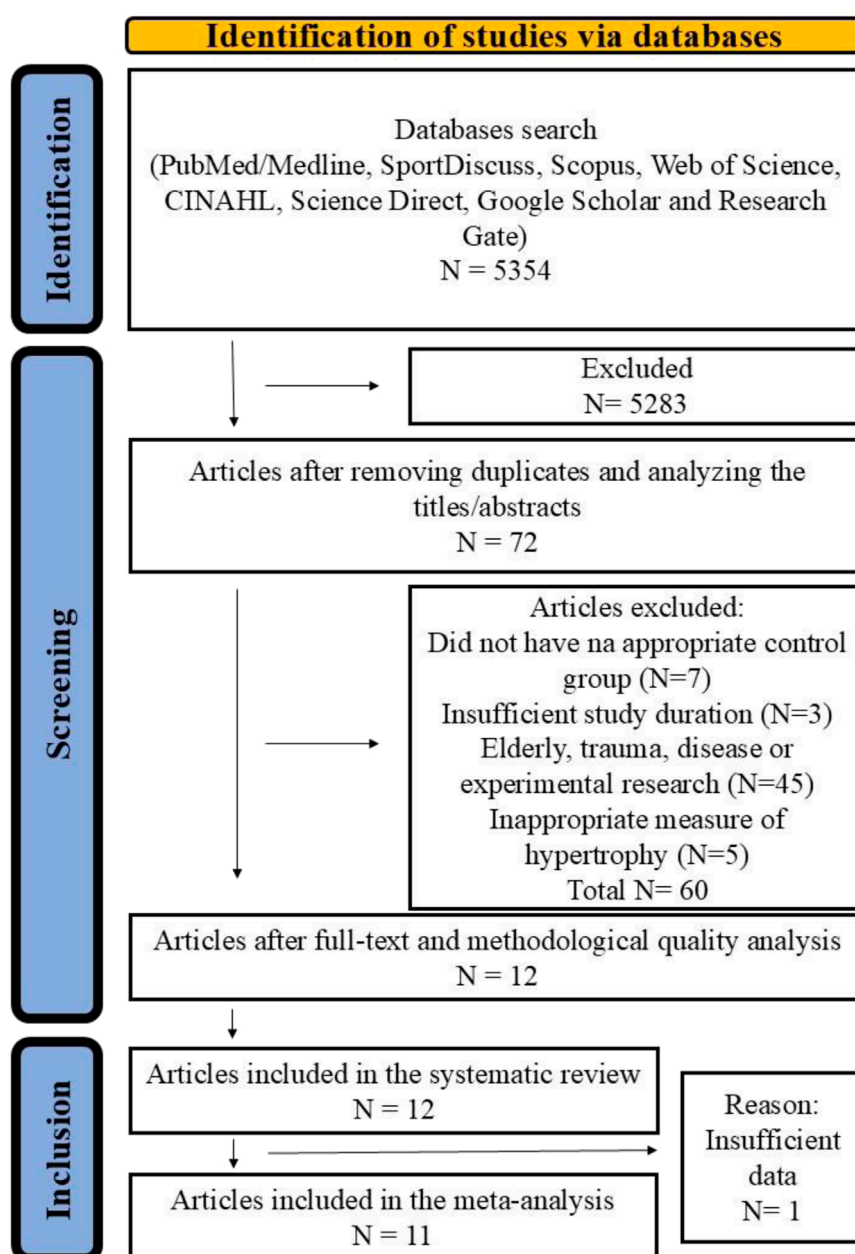 Identification of studies via databases
Identification
Databases search
(PubMed/Medline, SportDiscuss, Scopus, Web of Science,
CINAHL, Science Direct, Google Scholar and Research
Gate)
N = 5354
Screening
Excluded
N= 5283
Articles after removing duplicates and analyzing the
titles/abstracts
N = 72
Articles excluded:
Did not have na appropriate control
group (N=7)
Insufficient study duration (N=3)
Elderly, trauma, disease or
experimental research (N=45)
Inappropriate measure of
hypertrophy (N=5)
Total N= 60
Articles after full-text and methodological quality analysis
N = 12
Inclusion
Articles included in the systematic review
N = 12
Reason:
Insufficient
data
N= 1
Articles included in the meta-analysis
N = 11